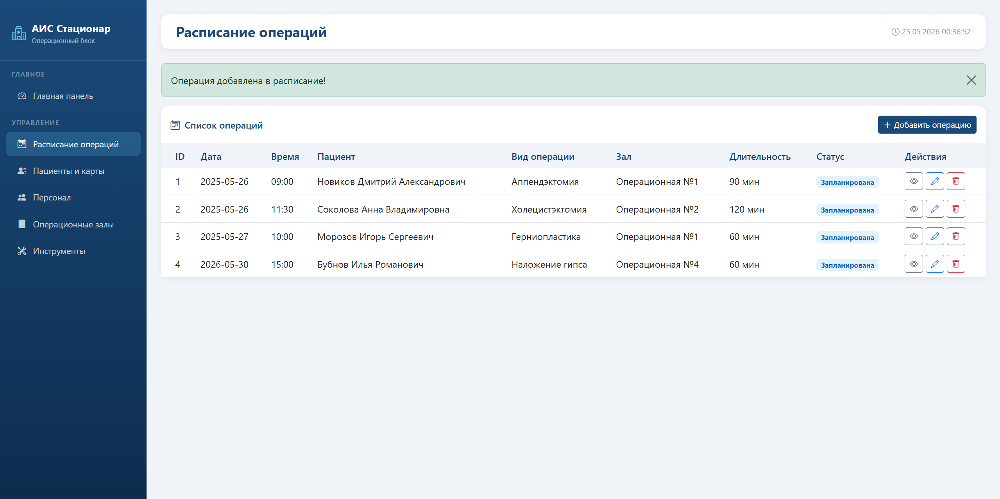 АИС Стационар
Операционный блок
ГЛАВНОЕ
Главная панель
УПРАВЛЕНИЕ
Расписание операций
Пациенты и карты
Персонал
Операционные залы
Инструменты
Расписание операций
25.05.2026 00:36:52
Операция добавлена в расписание!
Список операций
+ Добавить операцию
ID Дата Время Пациент Вид операции Зал Длительность Статус Действия
1 2025-05-26 09:00 Новиков Дмитрий Александрович Аппендэктомия Операционная №1 90 мин Запланирована
2 2025-05-26 11:30 Соколова Анна Владимировна Холецистэктомия Операционная №2 120 мин Запланирована
3 2025-05-27 10:00 Морозов Игорь Сергеевич Герниопластика Операционная №1 60 мин Запланирована
4 2026-05-30 15:00 Бубнов Илья Романович Наложение гипса Операционная №4 60 мин Запланирована